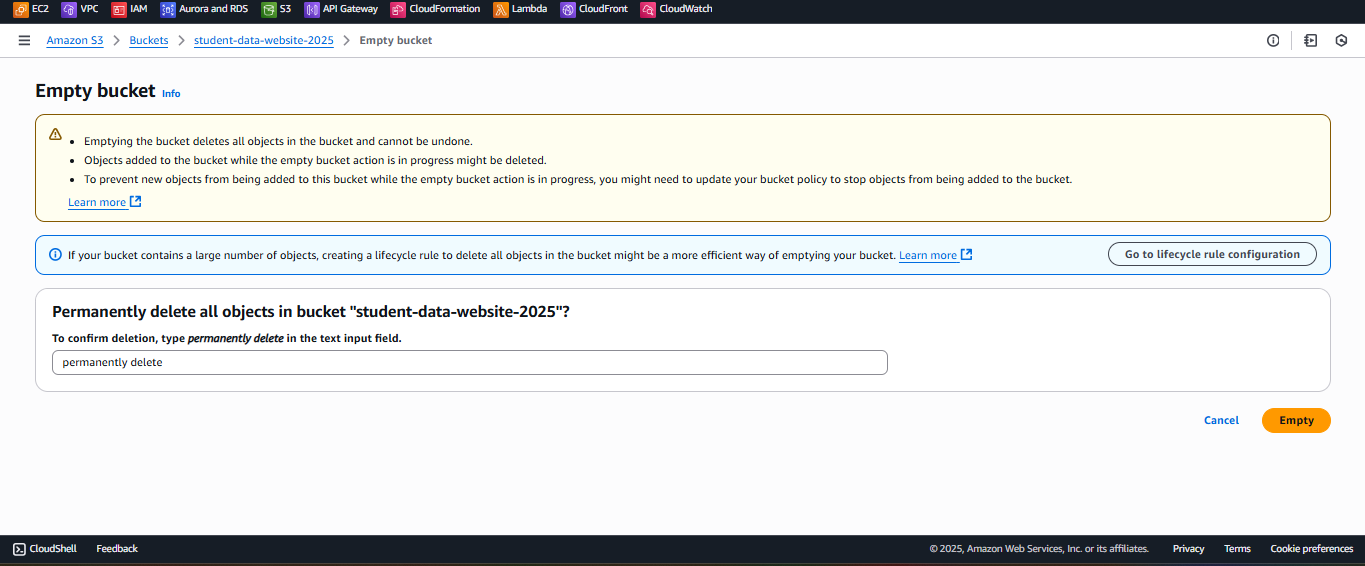 EC2 VPC IAM Aurora and RDS S3 API Gateway CloudFormation Lambda CloudFront CloudWatch
Amazon S3 > Buckets > student-data-website-2025 > Empty bucket
Empty bucket Info
• Emptying the bucket deletes all objects in the bucket and cannot be undone.
• Objects added to the bucket while the empty bucket action is in progress might be deleted.
• To prevent new objects from being added to this bucket while the empty bucket action is in progress, you might need to update your bucket policy to stop objects from being added to the bucket.
Learn more
If your bucket contains a large number of objects, creating a lifecycle rule to delete all objects in the bucket might be a more efficient way of emptying your bucket. Learn more Go to lifecycle rule configuration
Permanently delete all objects in bucket "student-data-website-2025"?
To confirm deletion, type permanently delete in the text input field.
permanently delete
Cancel Empty
CloudShell Feedback © 2025, Amazon Web Services, Inc. or its affiliates. Privacy Terms Cookie preferences